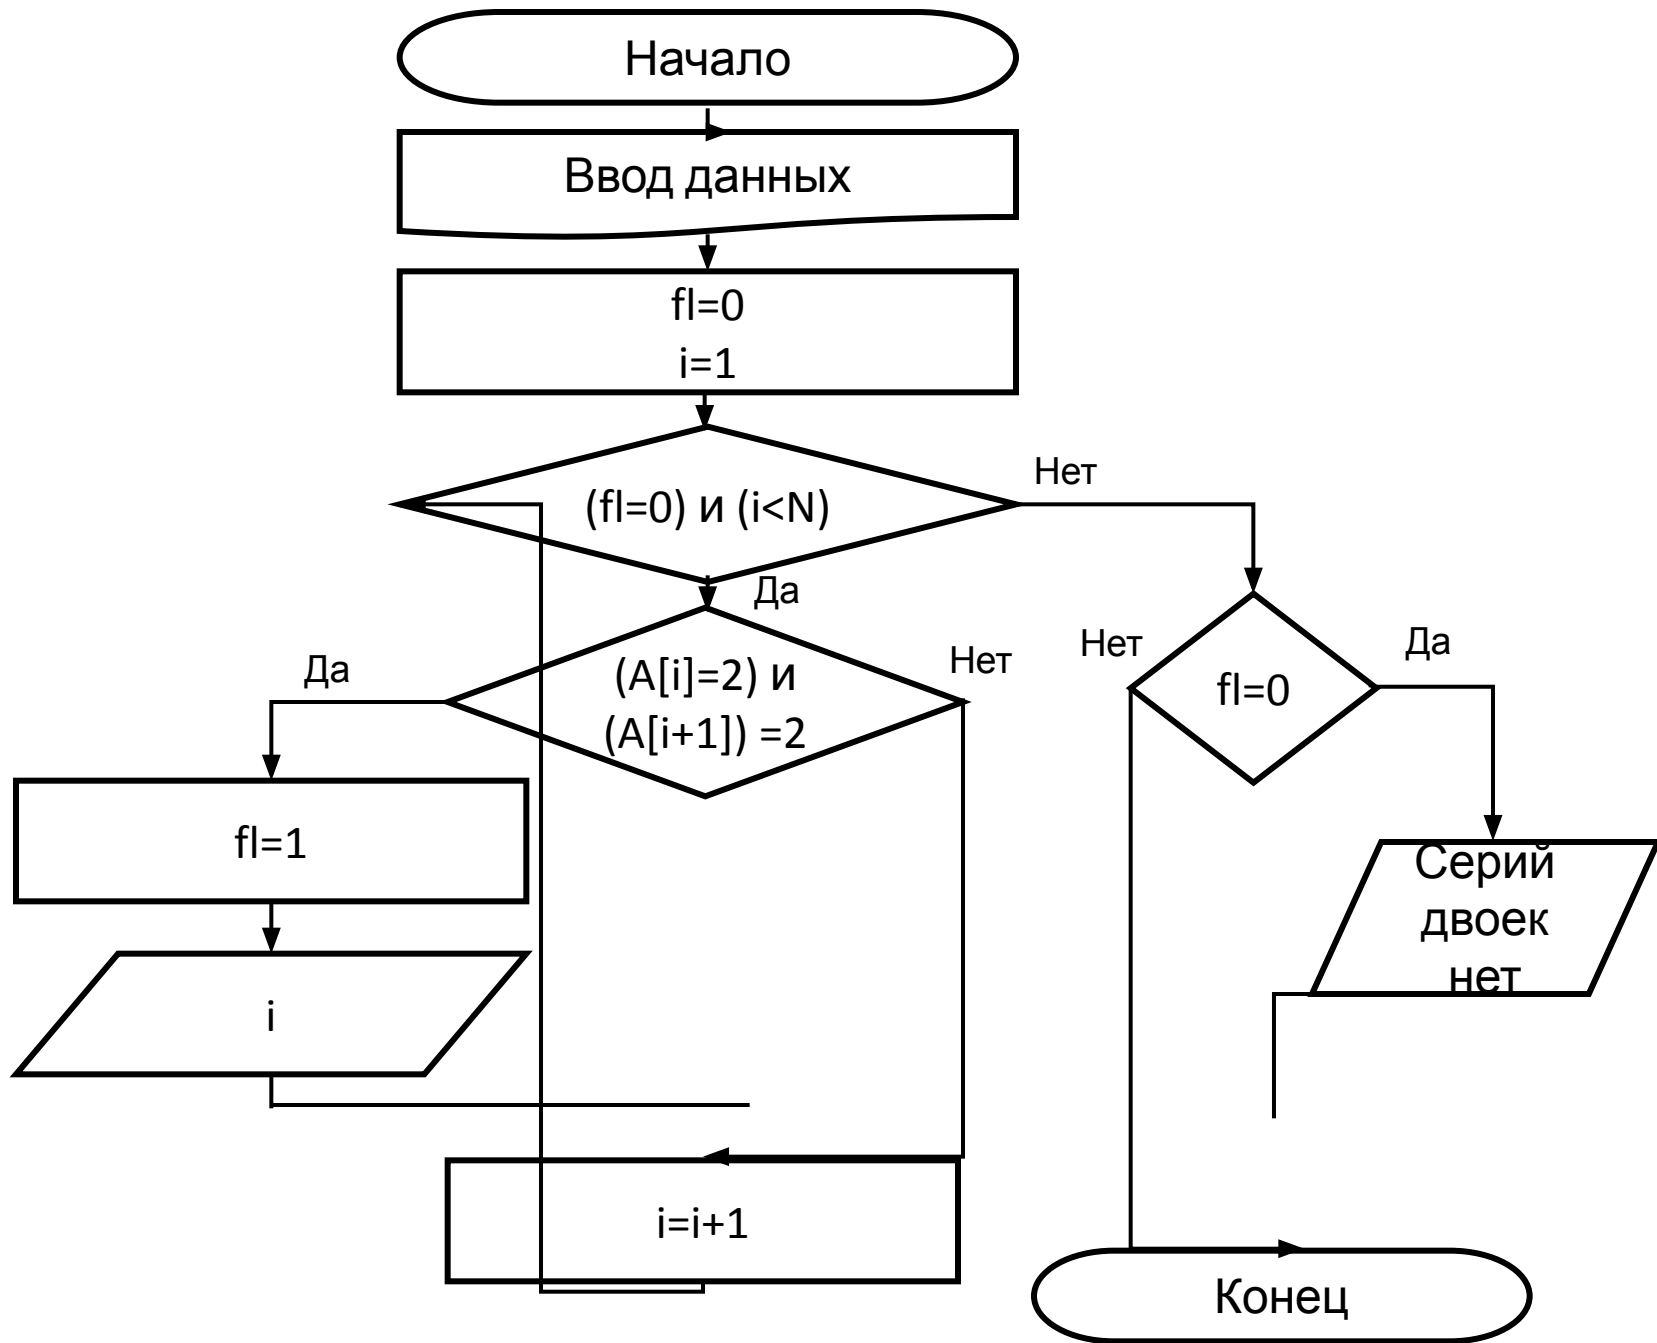 Начало
Ввод данных
fl=0
i=1
(fl=0) и (i<N)
Нет
Да
(A[i]=2) и
(A[i+1]) =2
Да
Нет
fl=1
i
i=i+1
Нет
fl=0
Да
Серий
двоек
нет
Конец